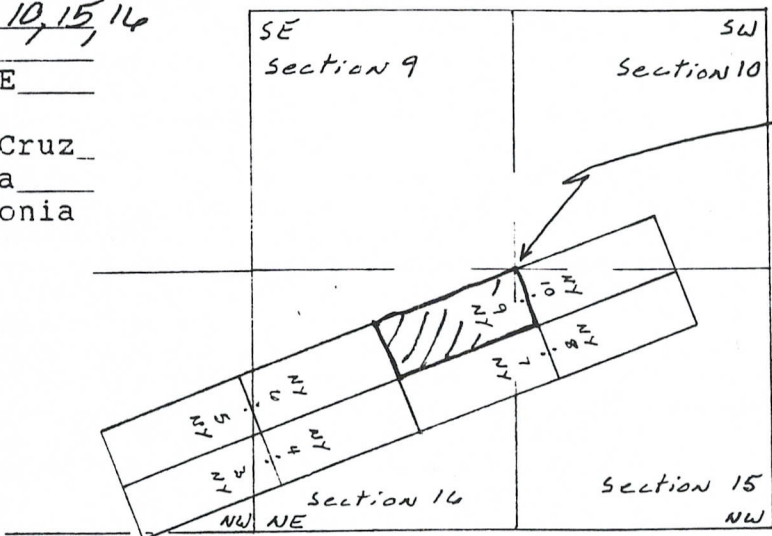 10, 15, 16
E
Cruz
a
onia
SE
Section 9
SW
Section 10
NY 10
NY 9
NY 8
NY 7
NY 6
NY 5
NY 4
NY 3
Section 16
Section 15
NW
NE
NW